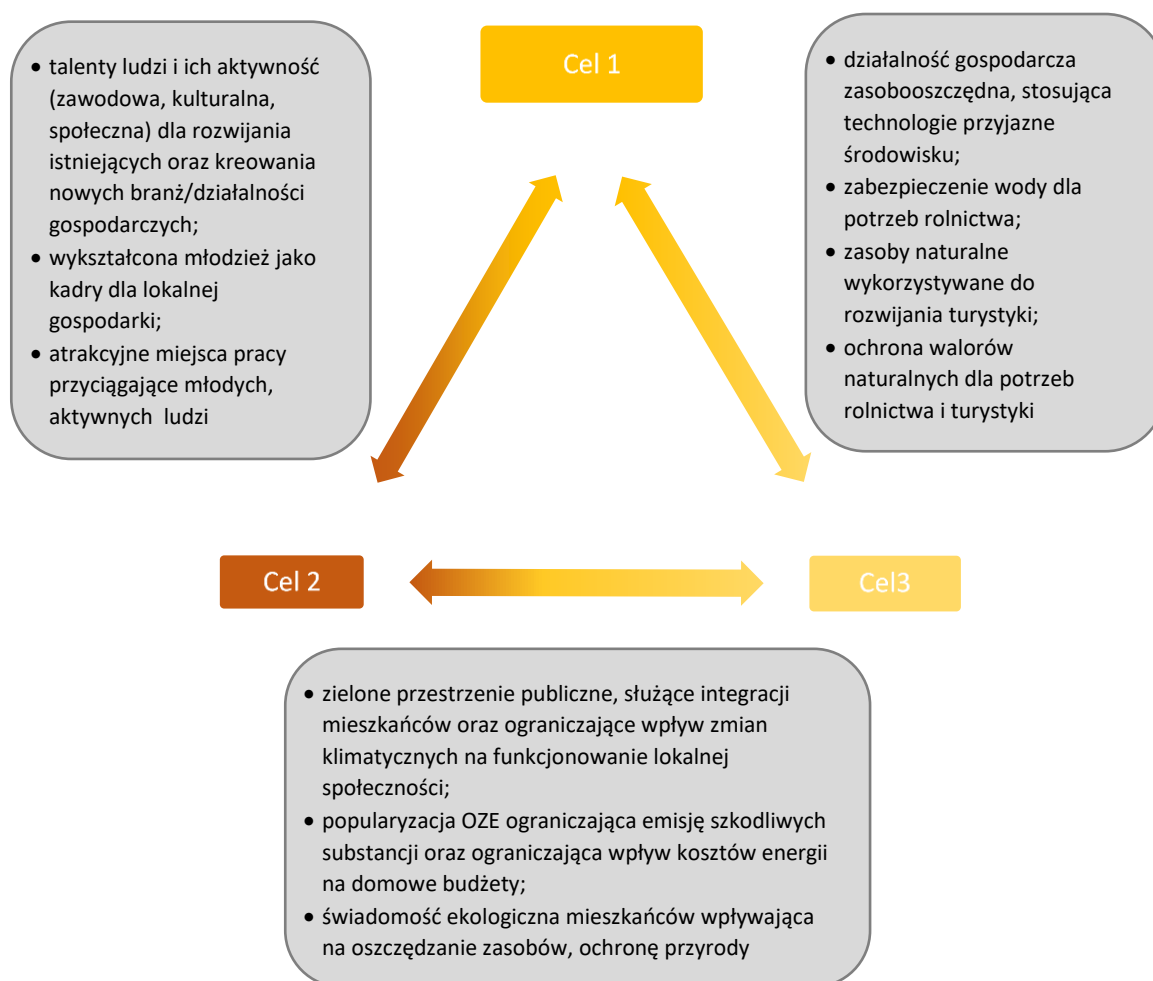 Cel 1
• talenty ludzi i ich aktywność
(zawodowa, kulturalna,
społeczna) dla rozwijania
istniejących oraz kreowania
nowych branż/działalności
gospodarczych;
• wykształcona młodzież jako
kadry dla lokalnej
gospodarki;
• atrakcyjne miejsca pracy
przyciągające młodych,
aktywnych ludzi
• działalność gospodarcza
zasobooszczędna, stosująca
technologie przyjazne
środowisku;
• zabezpieczenie wody dla
potrzeb rolnictwa;
• zasoby naturalne
wykorzystywane do
rozwijania turystyki;
• ochrona walorów
naturalnych dla potrzeb
rolnictwa i turystyki
Cel 2
Cel3
• zielone przestrzenie publiczne, służące integracji
mieszkańców oraz ograniczające wpływ zmian
klimatycznych na funkcjonowanie lokalnej
społeczności;
• popularyzacja OZE ograniczająca emisję szkodliwych
substancji oraz ograniczająca wpływ kosztów energii
na domowe budżety;
• świadomość ekologiczna mieszkańców wpływająca
na oszczędzanie zasobów, ochronę przyrody